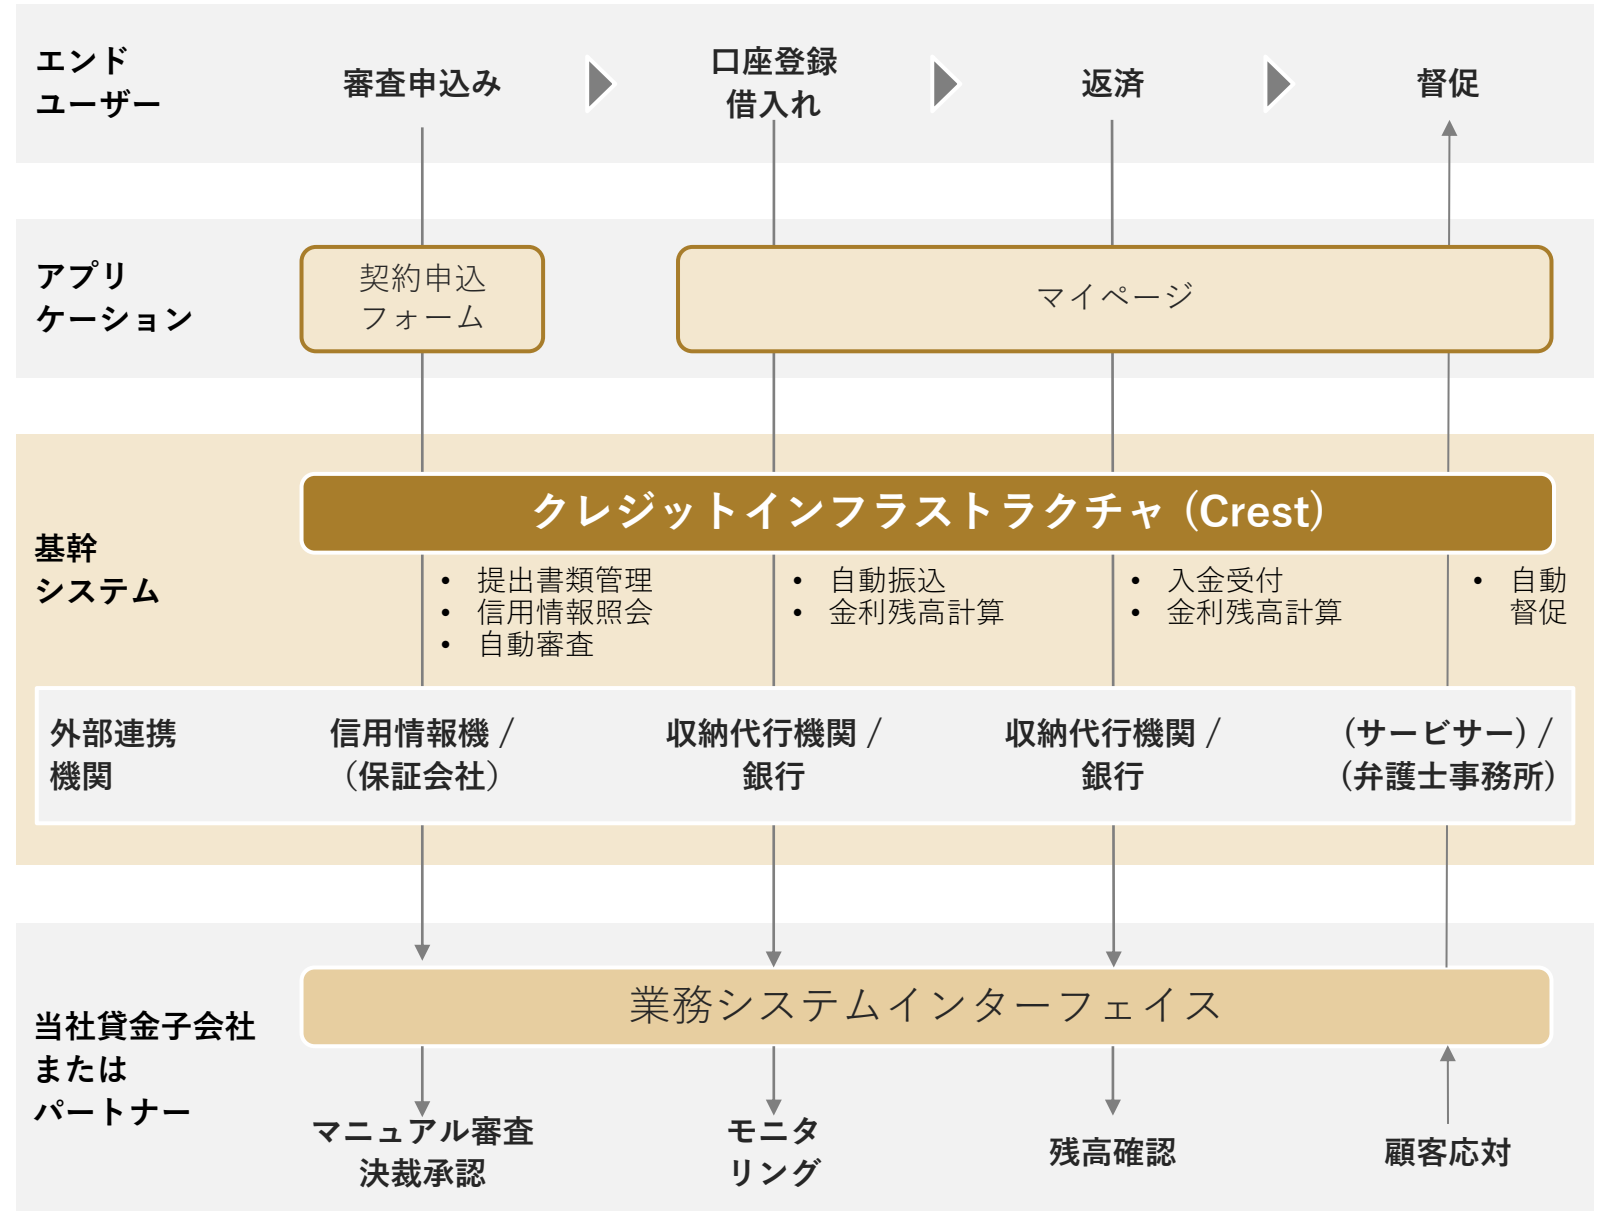 エンド
ユーザー
審査申込み
口座登録
借入れ
返済
督促
アプリ
ケーション
契約申込
フォーム
マイページ
基幹
システム
クレジットインフラストラクチャ (Crest)
• 提出書類管理
• 信用情報照会
• 自動審査
• 自動振込
• 金利残高計算
• 入金受付
• 金利残高計算
• 自動
督促
外部連携
機関
信用情報機 /
（保証会社）
収納代行機関 /
銀行
収納代行機関 /
銀行
(サービサー) /
(弁護士事務所)
当社貸金子会社
または
パートナー
業務システムインターフェイス
マニュアル審査
決裁承認
モニタ
リング
残高確認
顧客応対